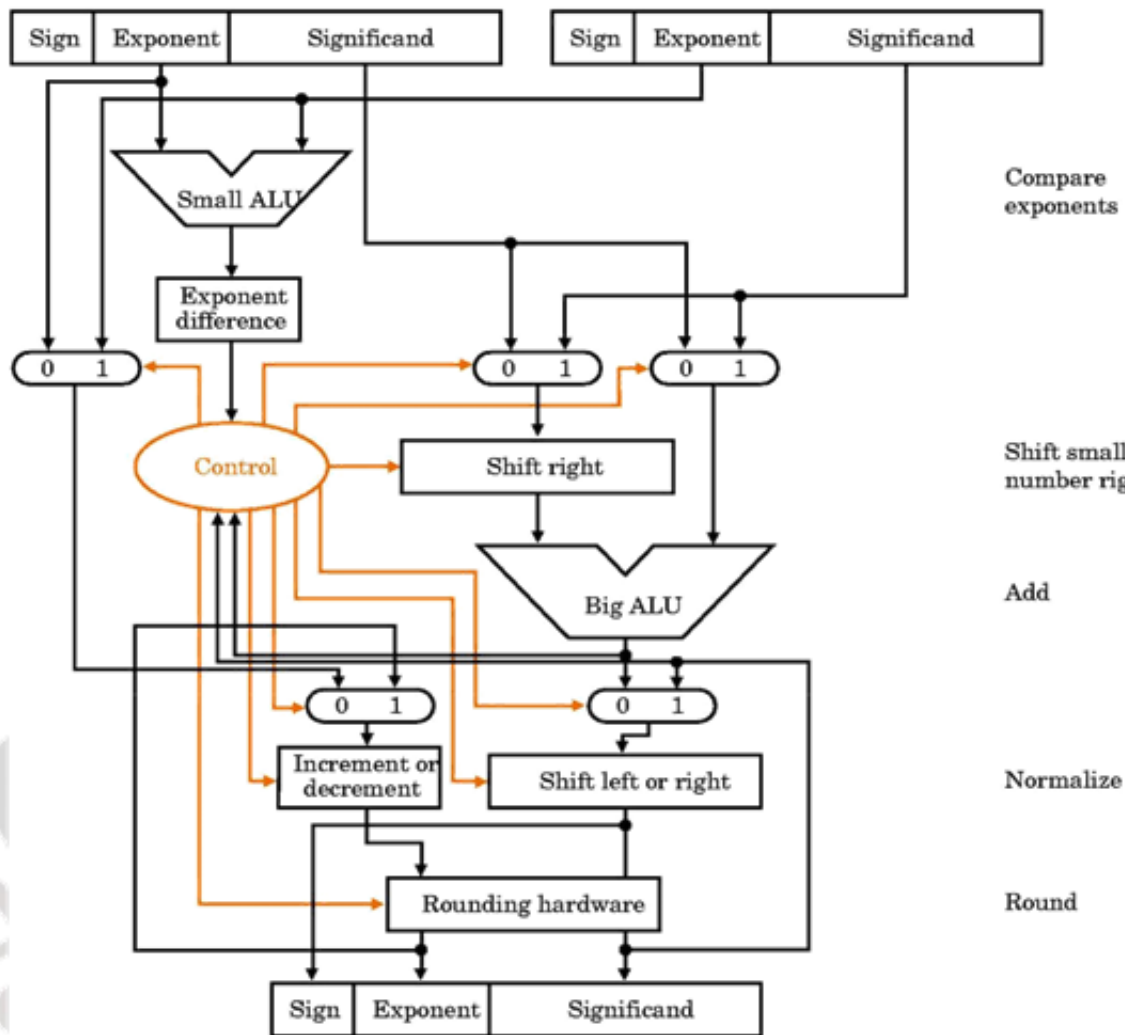 Sign Exponent Significand
Sign Exponent Significand
Small ALU
Compare
exponents
Exponent
difference
0 1
0 1
0 1
Control
Shift right
Shift small
number rig
Big ALU
Add
0 1
0 1
Increment or
decrement
Shift left or right
Normalize
Rounding hardware
Round
Sign Exponent Significand